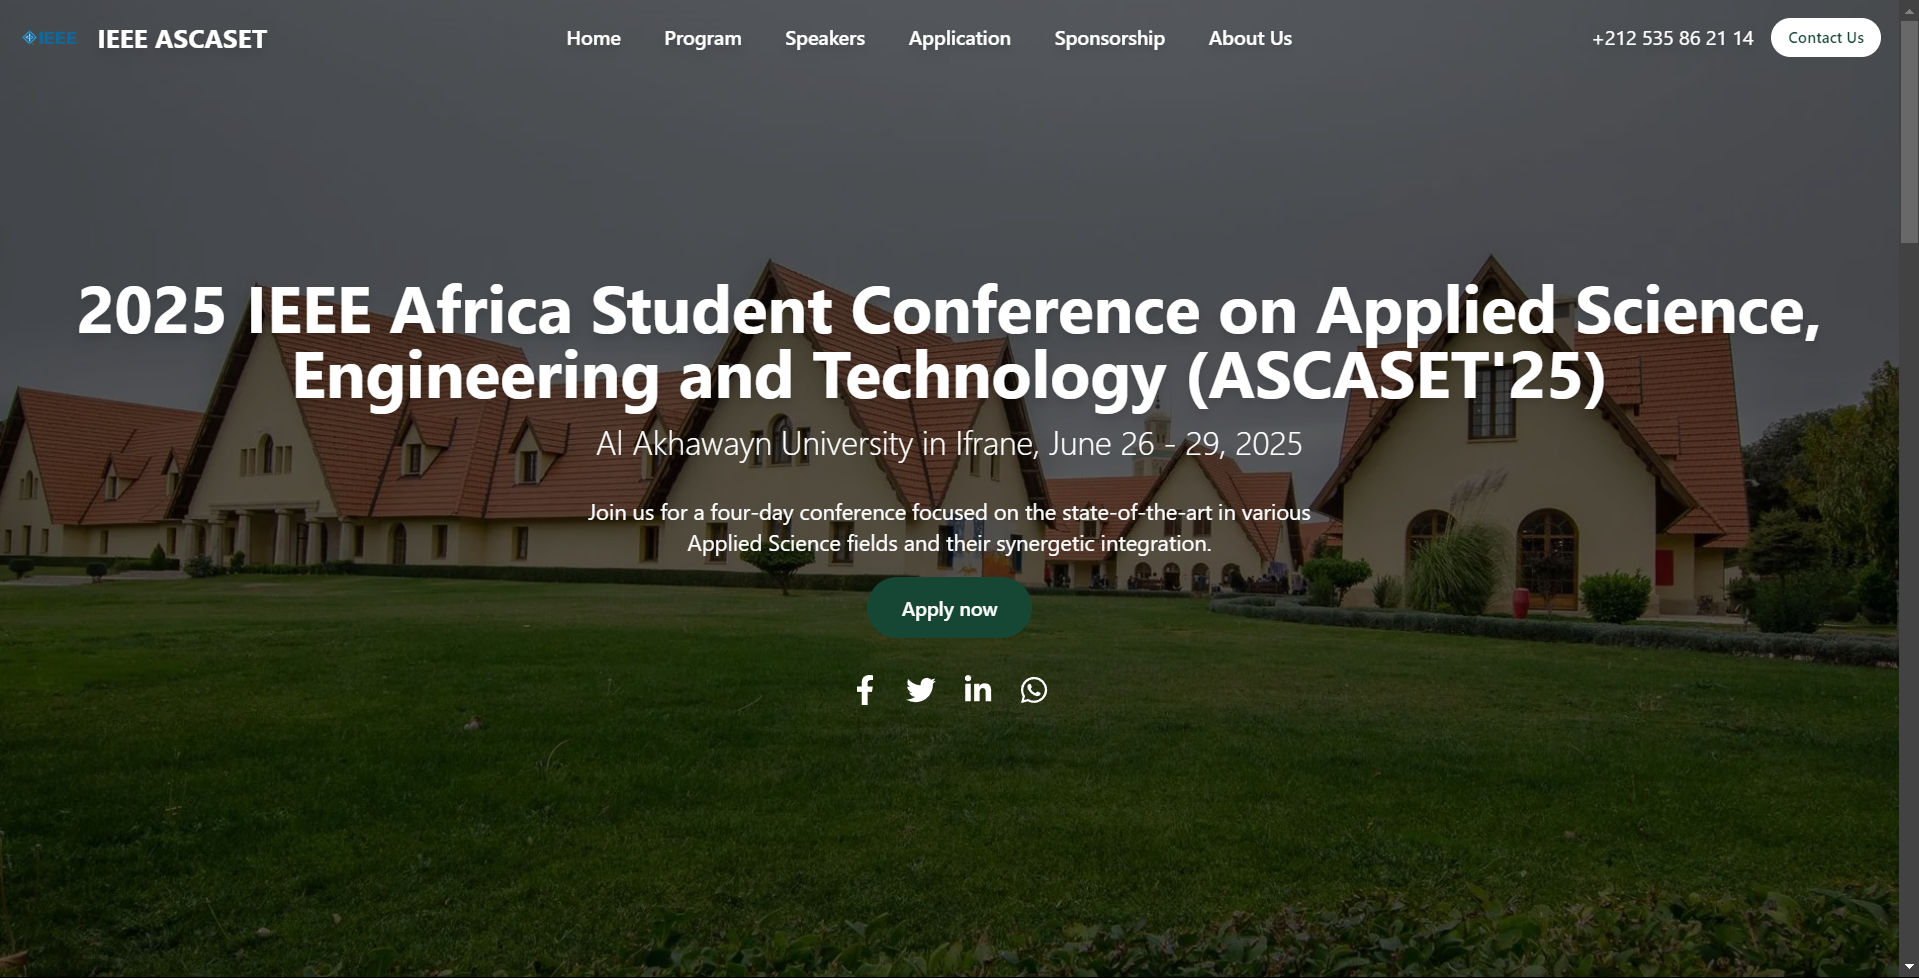 IEEE
IEEE ASCASET
Home
Program
Speakers
Application
Sponsorship
About Us
+212 535 86 21 14
Contact Us
2025 IEEE Africa Student Conference on Applied Science,
Engineering and Technology (ASCASET'25)
Al Akhawayn University in Ifrane, June 26 - 29, 2025
Join us for a four-day conference focused on the state-of-the-art in various
Applied Science fields and their synergetic integration.
Apply now